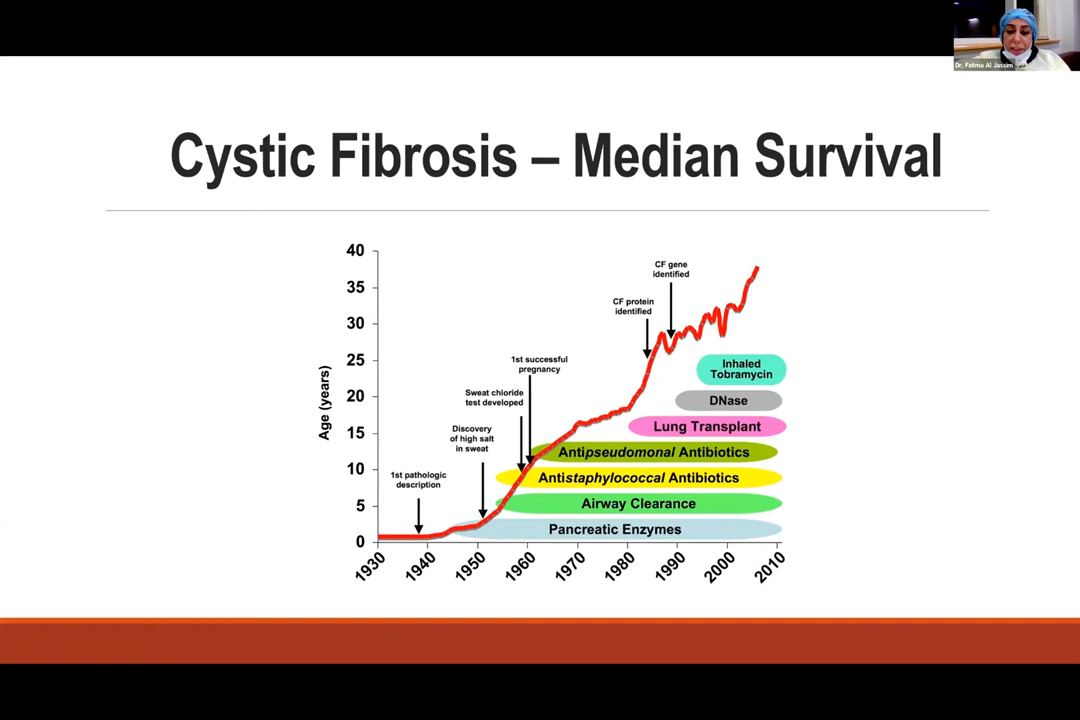 Dr. Fatma Al Jassim
Cystic Fibrosis – Median Survival
Age (years)
40
35
30
25
20
15
10
5
0
1930
1940
1950
1960
1970
1980
1990
2000
2010
1st pathologic
description
Discovery
of high salt
in sweat
Sweat chloride
test developed
1st successful
pregnancy
CF protein
identified
CF gene
identified
Inhaled
Tobramycin
DNase
Lung Transplant
Antipseudomonal Antibiotics
Antistaphylococcal Antibiotics
Airway Clearance
Pancreatic Enzymes